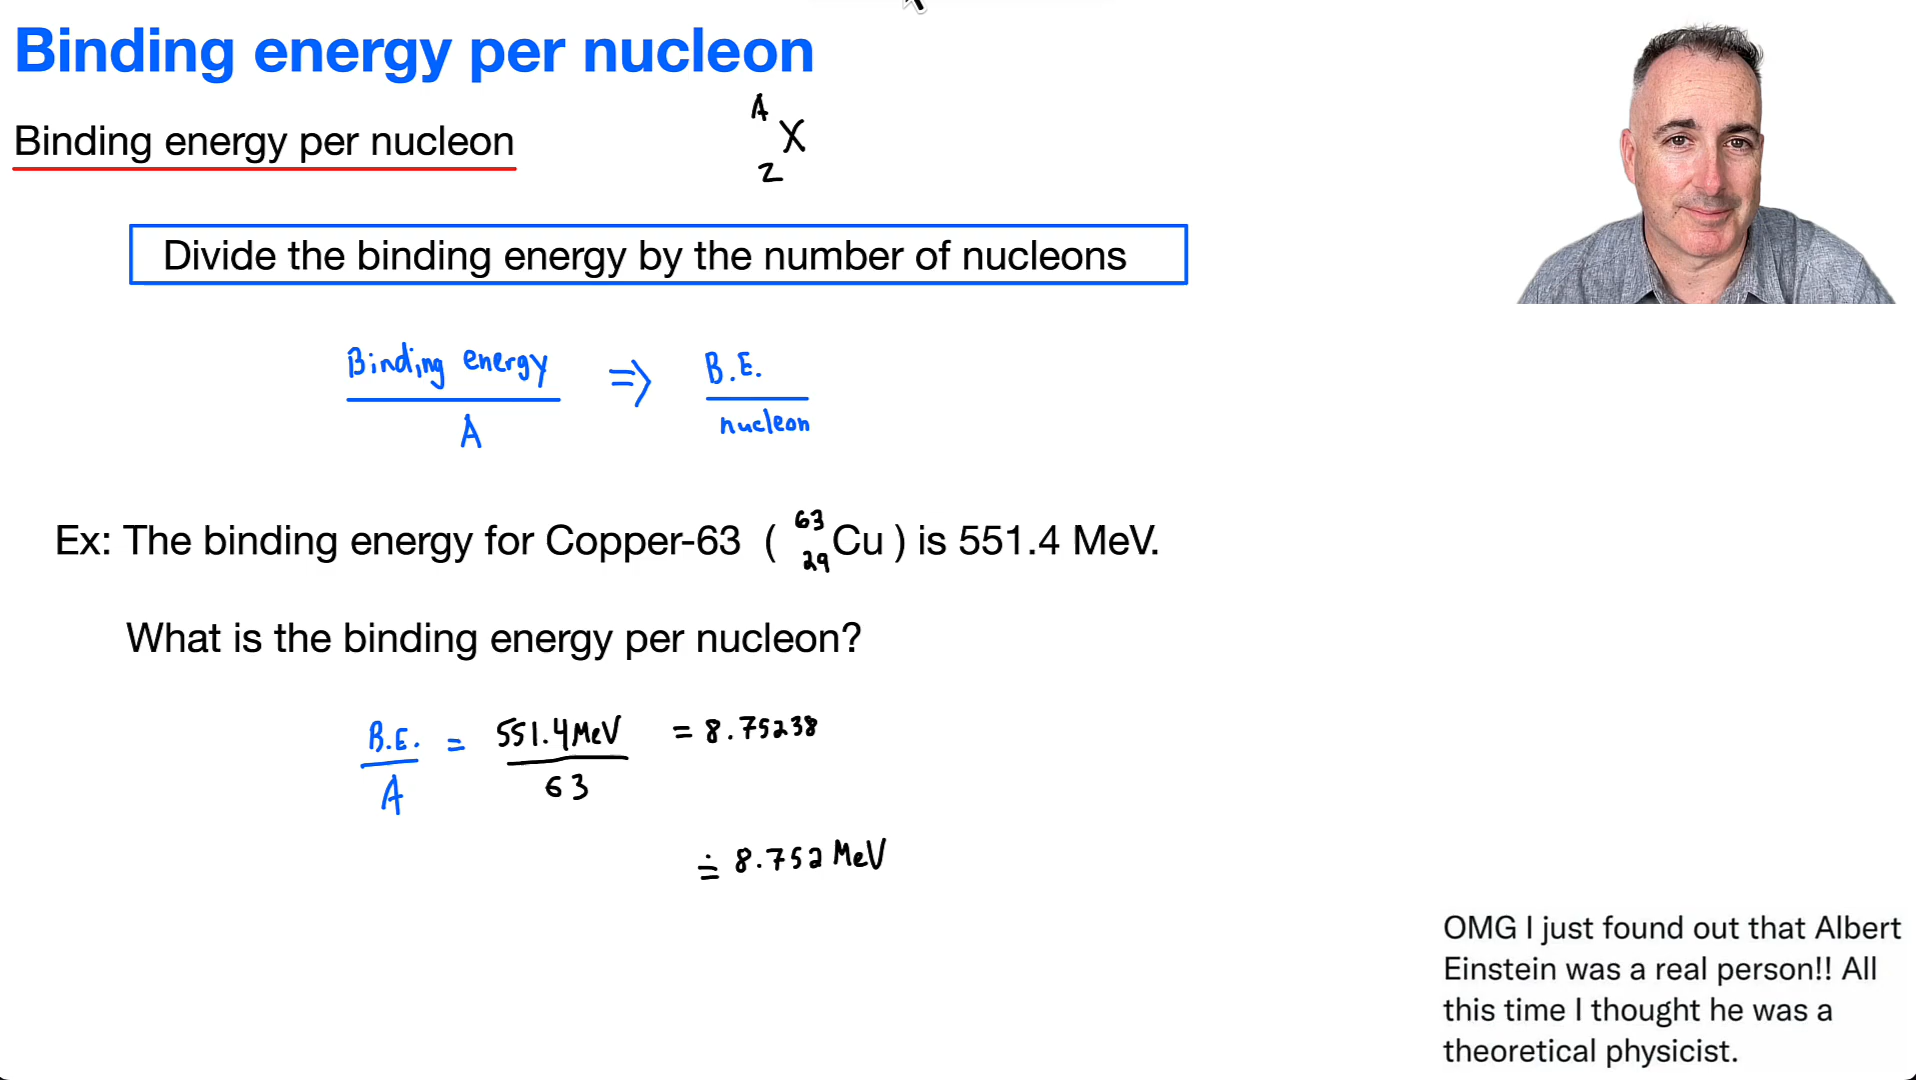 Binding energy per nucleon
Binding energy per nucleon
A
X
Z
Divide the binding energy by the number of nucleons
Binding energy / A => B.E. / nucleon
Ex: The binding energy for Copper-63 ( 63 29 Cu ) is 551.4 MeV.
What is the binding energy per nucleon?
B.E. / A = 551.4 MeV / 63 = 8.75238
≐ 8.752 MeV
OMG I just found out that Albert
Einstein was a real person!! All
this time I thought he was a
theoretical physicist.